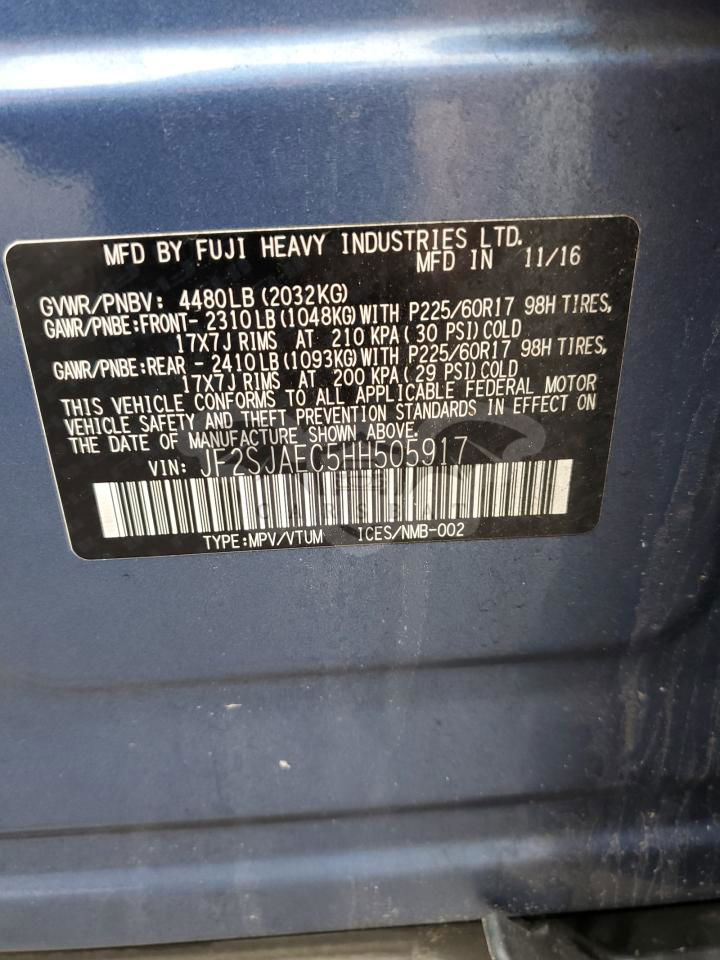 MFD BY FUJI HEAVY INDUSTRIES LTD.
MFD IN 11/16
GVWR/PNBV: 4480LB (2032KG)
GAWR/PNBE:FRONT- 2310LB (1048KG) WITH P225/60R17 98H TIRES,
17X7J RIMS AT 210 KPA (30 PSI) COLD
GAWR/PNBE:REAR - 2410LB (1093KG) WITH P225/60R17 98H TIRES,
17X7J RIMS AT 200 KPA (29 PSI) COLD
THIS VEHICLE CONFORMS TO ALL APPLICABLE FEDERAL MOTOR
VEHICLE SAFETY AND THEFT PREVENTION STANDARDS IN EFFECT ON
THE DATE OF MANUFACTURE SHOWN ABOVE.
VIN: JF2SJAEC5HH505917
TYPE:MPV/VTUM ICES/NMB-002